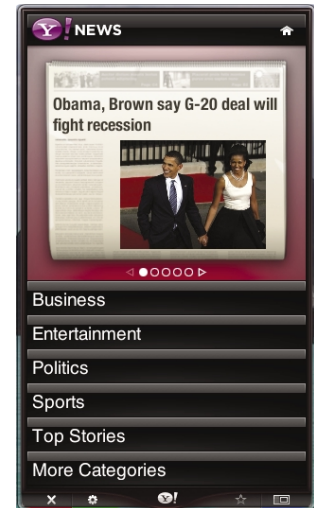 Y! NEWS
Obama, Brown say G-20 deal will
fight recession
Business
Entertainment
Politics
Sports
Top Stories
More Categories
Y!